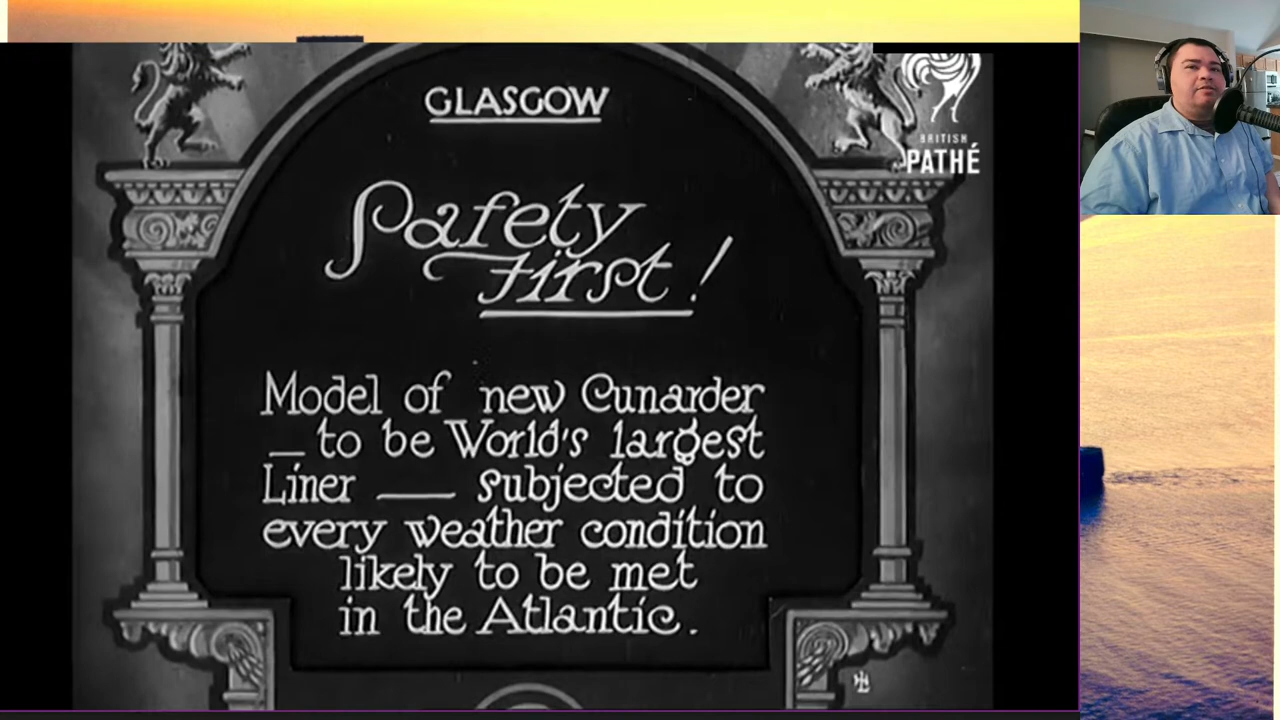 GLASGOW
Safety
First!
BRITISH
PATHÉ
Model of new Cunarder
— to be World's largest
Liner — subjected to
every weather condition
likely to be met
in the Atlantic.